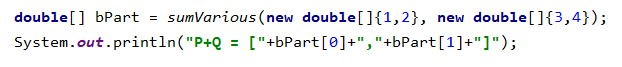 double[] bPart = sumVarious(new double[]{1,2}, new double[]{3,4});
System.out.println("P+Q = ["+bPart[0]+","+bPart[1]+"]");